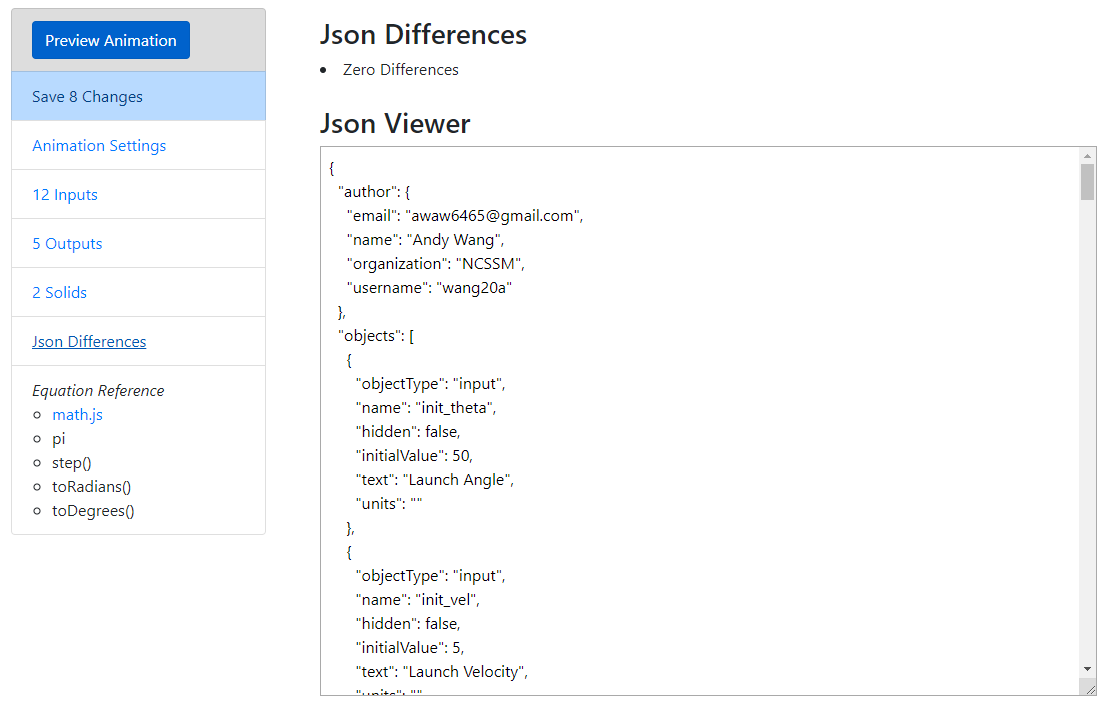 Preview Animation
Save 8 Changes
Animation Settings
12 Inputs
5 Outputs
2 Solids
Json Differences
Equation Reference
math.js
pi
step()
toRadians()
toDegrees()
Json Differences
Zero Differences
Json Viewer
{
"author": {
"email": "awaw6465@gmail.com",
"name": "Andy Wang",
"organization": "NCSSM",
"username": "wang20a"
},
"objects": [
{
"objectType": "input",
"name": "init_theta",
"hidden": false,
"initialValue": 50,
"text": "Launch Angle",
"units": ""
},
{
"objectType": "input",
"name": "init_vel",
"hidden": false,
"initialValue": 5,
"text": "Launch Velocity",
"units": ""